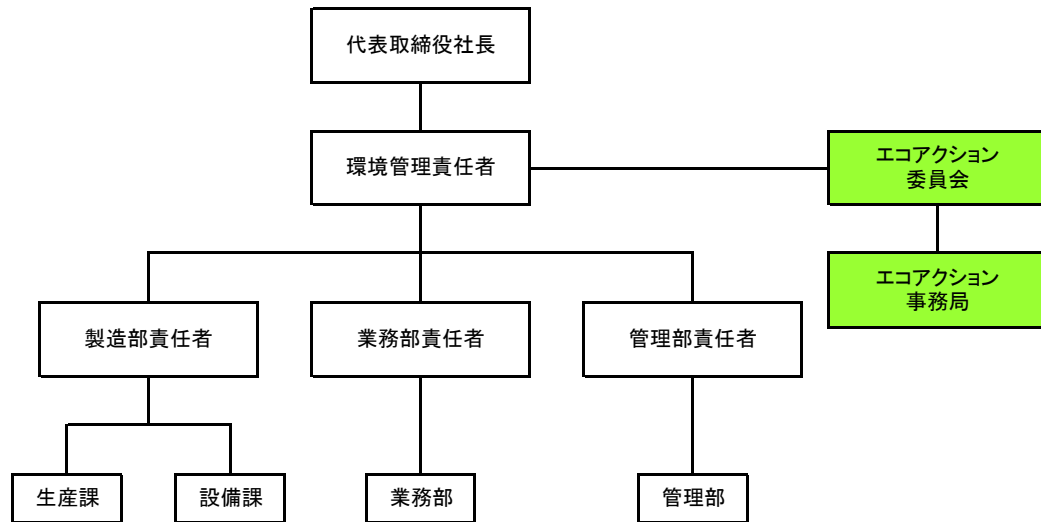 代表取締役社長
環境管理責任者
エコアクション
委員会
エコアクション
事務局
製造部責任者
業務部責任者
管理部責任者
生産課
設備課
業務部
管理部